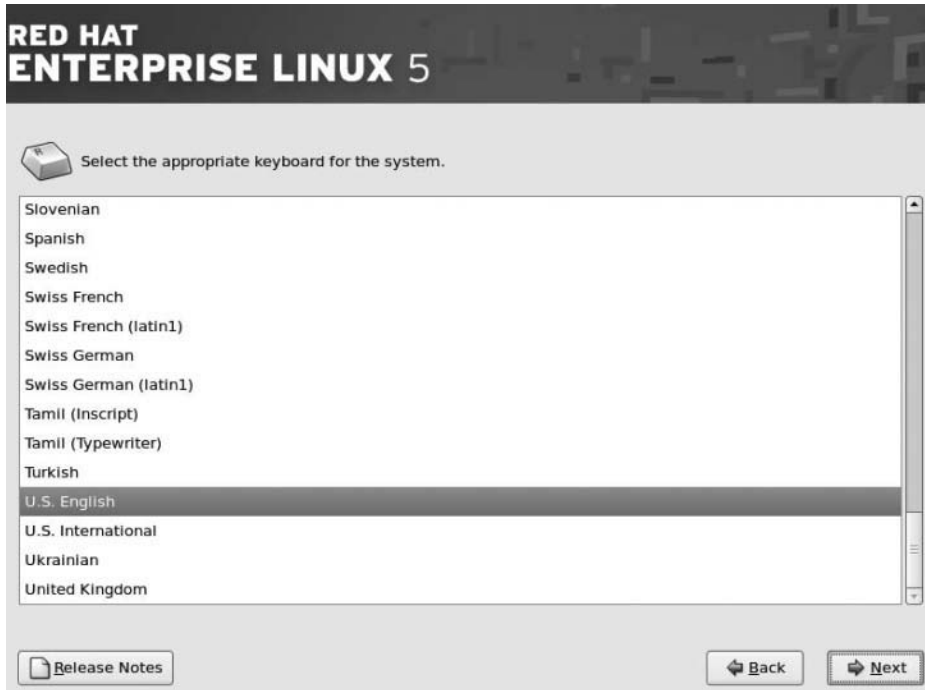 RED HAT
ENTERPRISE LINUX 5
R
Select the appropriate keyboard for the system.
Slovenian
Spanish
Swedish
Swiss French
Swiss French (latin1)
Swiss German
Swiss German (latin1)
Tamil (Inscript)
Tamil (Typewriter)
Turkish
U.S. English
U.S. International
Ukrainian
United Kingdom
Release Notes
Back
Next